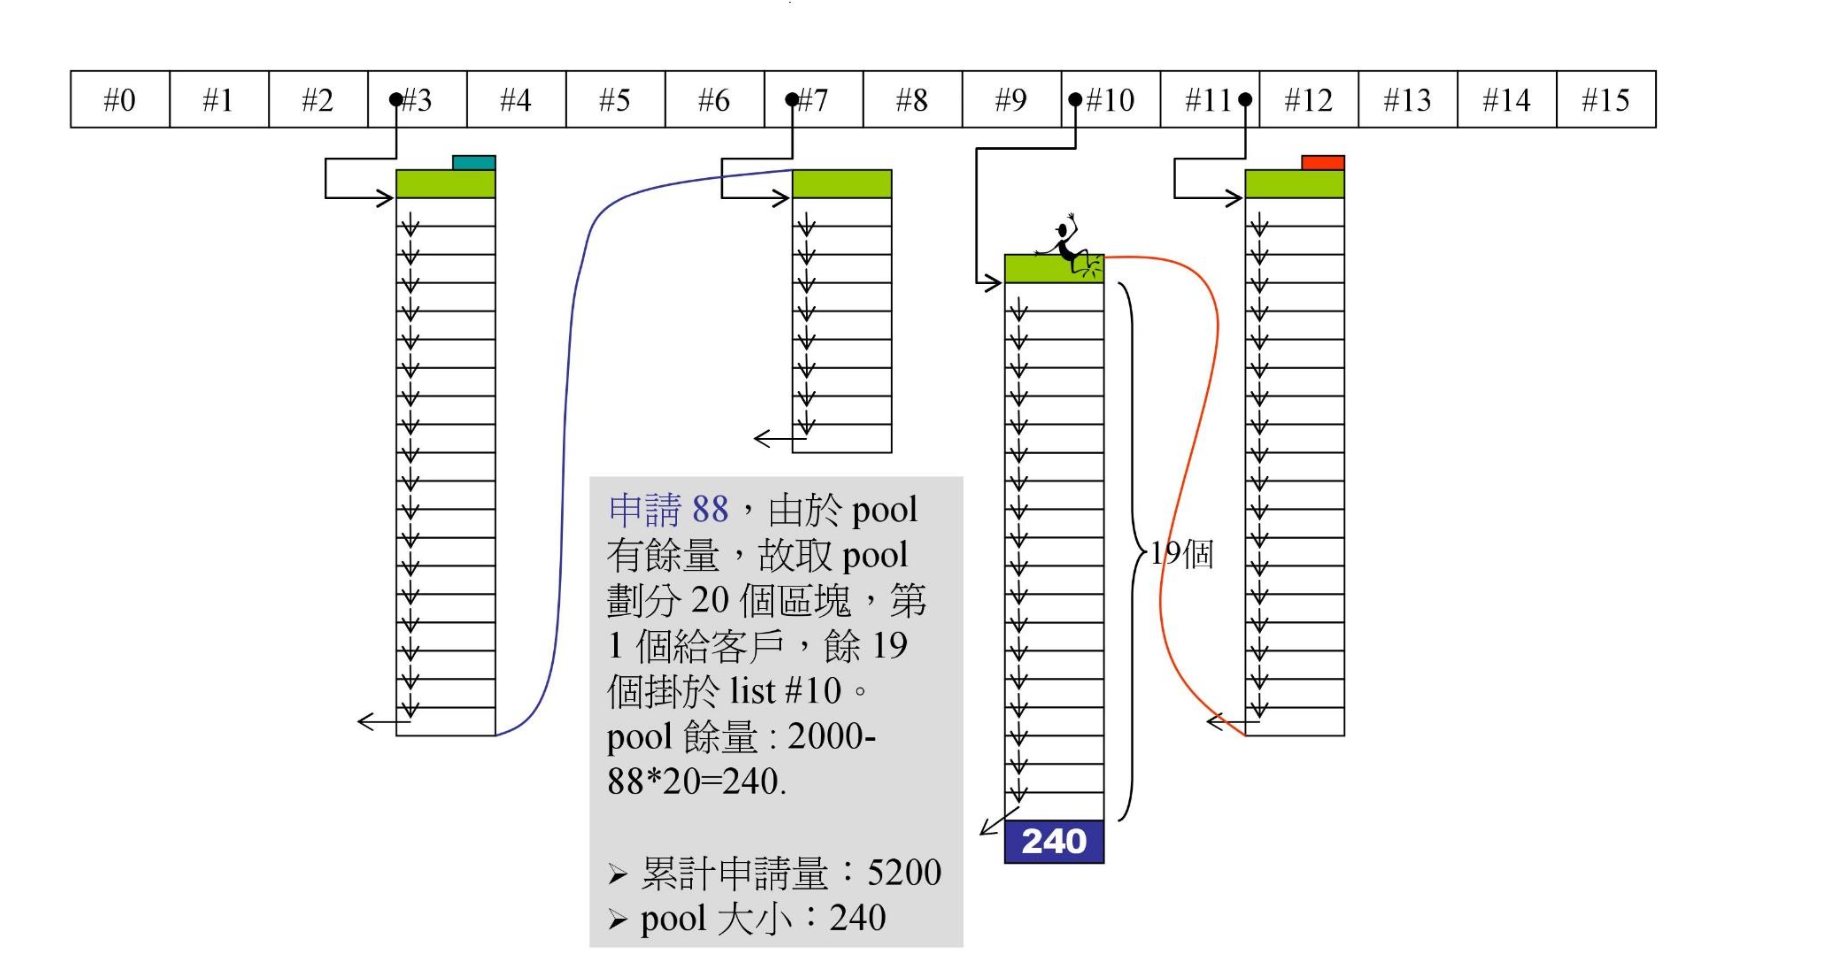 #0 #1 #2 #3 #4 #5 #6 #7 #8 #9 #10 #11 #12 #13 #14 #15
申請 88，由於 pool
有餘量，故取 pool
劃分 20 個區塊，第
1 個給客戶，餘 19
個掛於 list #10。
pool 餘量 : 2000-
88*20=240.
➢ 累計申請量：5200
➢ pool 大小：240
19個
240